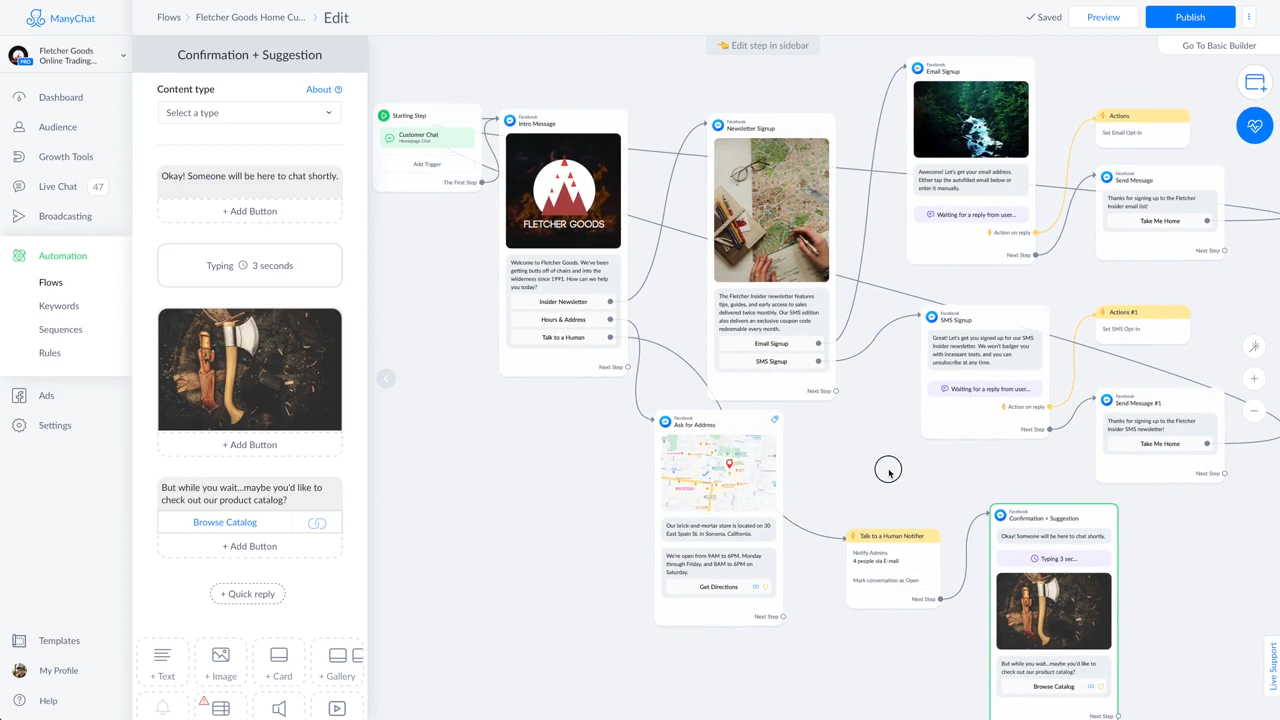 ManyChat
Flows > Fletcher Goods Home Cu... > Edit
Saved
Preview
Publish
Fletcher Goods
Online Trading...
PRO
Dashboard
Audience
Growth Tools
Live Chat 47
Broadcasting
Automation
Flows
Keywords
Sequences
Rules
Ads
Settings
Templates
My Profile
Help
Confirmation + Suggestion
Content type
About
Select a type
Okay! Someone will be here to chat shortly.
+ Add Button
Typing 3 seconds
+ Add Button
But while you wait...maybe you'd like to
check out our product catalog?
Browse Catalog
+ Add Button
+ Quick reply
+ Text
+ Image
+ Card
Edit step in sidebar
Go To Basic Builder
Starting Step
Customer Chat
Homepage Chat
Add Trigger
The First Step
Facebook
Intro Message
FLETCHER GOODS
Welcome to Fletcher Goods. We've been
getting butts off of chairs and into the
wilderness since 1991. How can we help
you today?
Insider Newsletter
Hours & Address
Talk to a Human
Next Step
Facebook
Newsletter Signup
The Fletcher Insider newsletter features
tips, guides, and early access to sales
delivered twice monthly. Our SMS edition
also delivers an exclusive coupon code
redeemable every month.
Email Signup
SMS Signup
Next Step
Facebook
Ask for Address
Our brick-and-mortar store is located on 30
East Spain St. in Sonoma, California.
We're open from 9AM to 6PM, Monday
through Friday, and 8AM to 6PM on
Saturday.
Get Directions
Next Step
Facebook
Email Signup
Awesome! Let's get your email address.
Either tap the autofilled email below or
enter it manually.
Waiting for a reply from user...
Action on reply
Next Step
Actions
Set Email Opt-In
Facebook
Send Message
Thanks for signing up to the Fletcher
Insider email list!
Take Me Home
Next Step
Facebook
SMS Signup
Great! Let's get you signed up for our SMS
Insider newsletter. We won't badger you
with incessant texts, and you can
unsubscribe at any time.
Waiting for a reply from user...
Action on reply
Next Step
Actions #1
Set SMS Opt-In
Facebook
Send Message #1
Thanks for signing up to the Fletcher
Insider SMS newsletter!
Take Me Home
Next Step
Talk to a Human Notifier
Notify Admins
4 people via E-mail
Mark conversation as Open
Next Step
Facebook
Confirmation + Suggestion
Okay! Someone will be here to chat shortly.
Typing 3 sec...
But while you wait...maybe you'd like to
check out our product catalog?
Browse Catalog
Next Step
Live Support